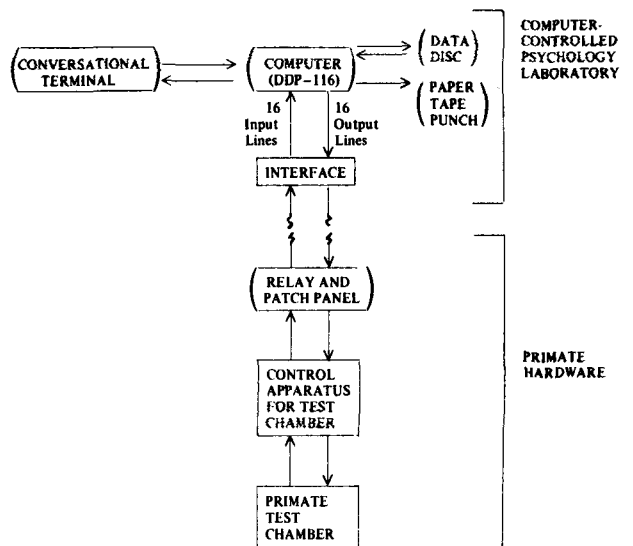 CONVERSATIONAL
TERMINAL
COMPUTER
(DDP-116)
DATA
DISC
PAPER
TAPE
PUNCH
COMPUTER-
CONTROLLED
PSYCHOLOGY
LABORATORY
16
Input
Lines
16
Output
Lines
INTERFACE
RELAY AND
PATCH PANEL
CONTROL
APPARATUS
FOR TEST
CHAMBER
PRIMATE
HARDWARE
PRIMATE
TEST
CHAMBER